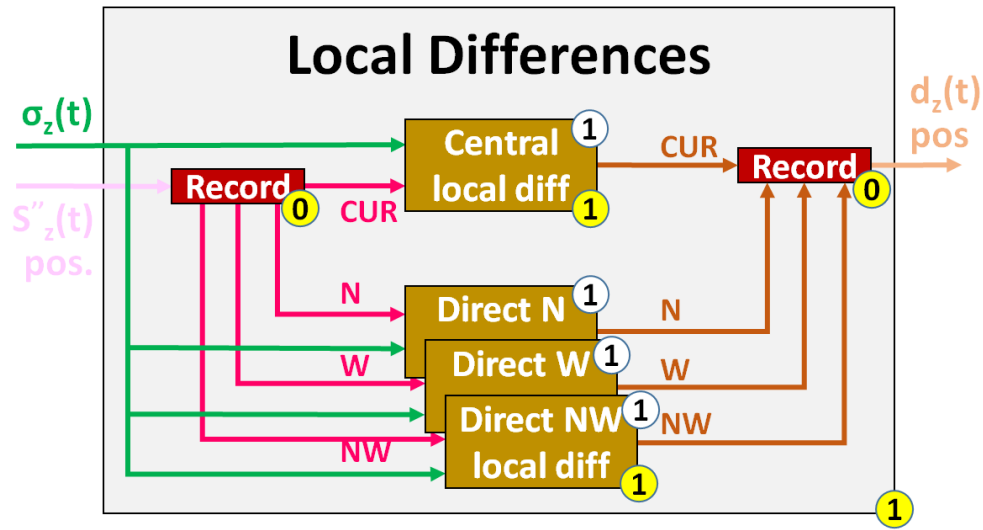 Local Differences
σz(t)
S″z(t)
pos.
Record
0
CUR
Central
local diff
1
1
CUR
Record
0
dz(t)
pos
N
Direct N
1
N
W
Direct W
1
W
NW
Direct NW
local diff
1
1
NW
1